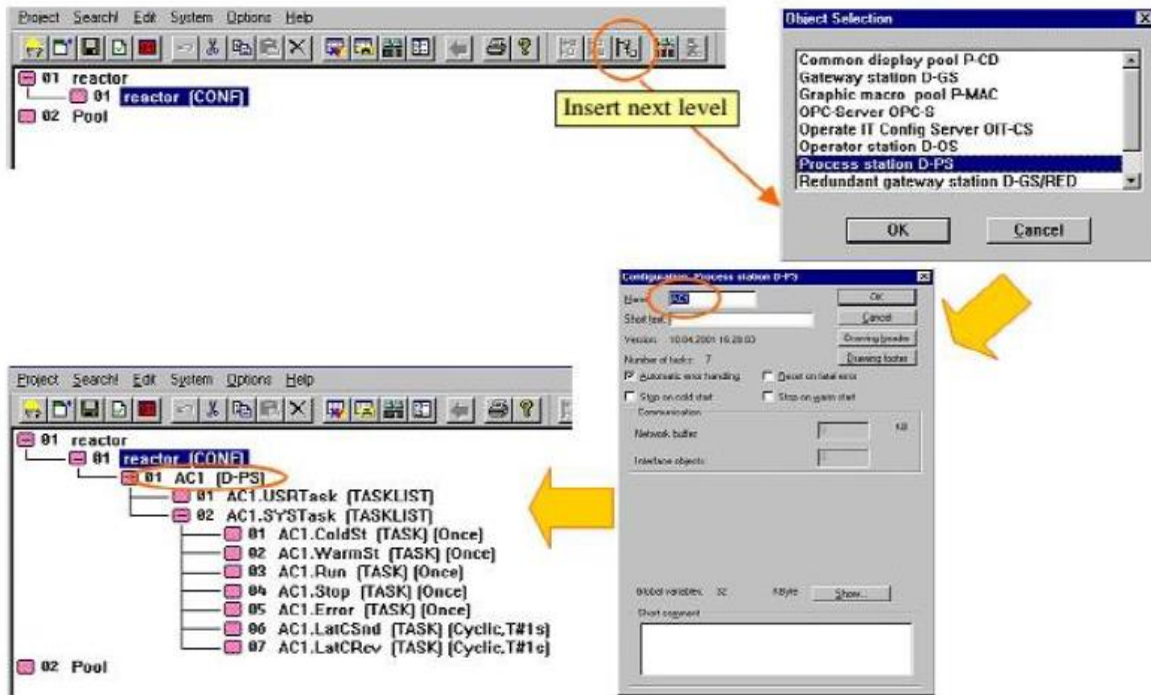 Project Search! Edit System Options Help
01 reactor
01 reactor (CONF)
02 Pool
Insert next level
Object Selection
Common display pool P-CD
Gateway station D-GS
Graphic macro pool P-MAC
OPC-Server OPC-S
Operate IT Config Server OIT-CS
Operator station D-OS
Process station D-PS
Redundant gateway station D-GS/RED
OK Cancel
Configuration: Process station D-PS
Name: AC1 OK
Short text: Cancel
Version: 10.04.2001 16:28:03 Drawing header
Number of tasks: 7 Drawing footer
Automatic error handling Reset on fatal error
Stop on cold start Stop on warm start
Communication
Network buffer KB
Interface objects:
Global variables: 32 KByte Show...
Short comment
Project Search! Edit System Options Help
01 reactor
01 reactor (CONF)
01 AC1 (D-PS)
01 AC1.USRTask (TASKLIST)
02 AC1.SYSTask (TASKLIST)
01 AC1.ColdSt (TASK) (Once)
02 AC1.WarmSt (TASK) (Once)
03 AC1.Run (TASK) (Once)
04 AC1.Stop (TASK) (Once)
05 AC1.Error (TASK) (Once)
06 AC1.LatCSnd (TASK) (Cyclic,T#1s)
07 AC1.LatCRcv (TASK) (Cyclic,T#1s)
02 Pool